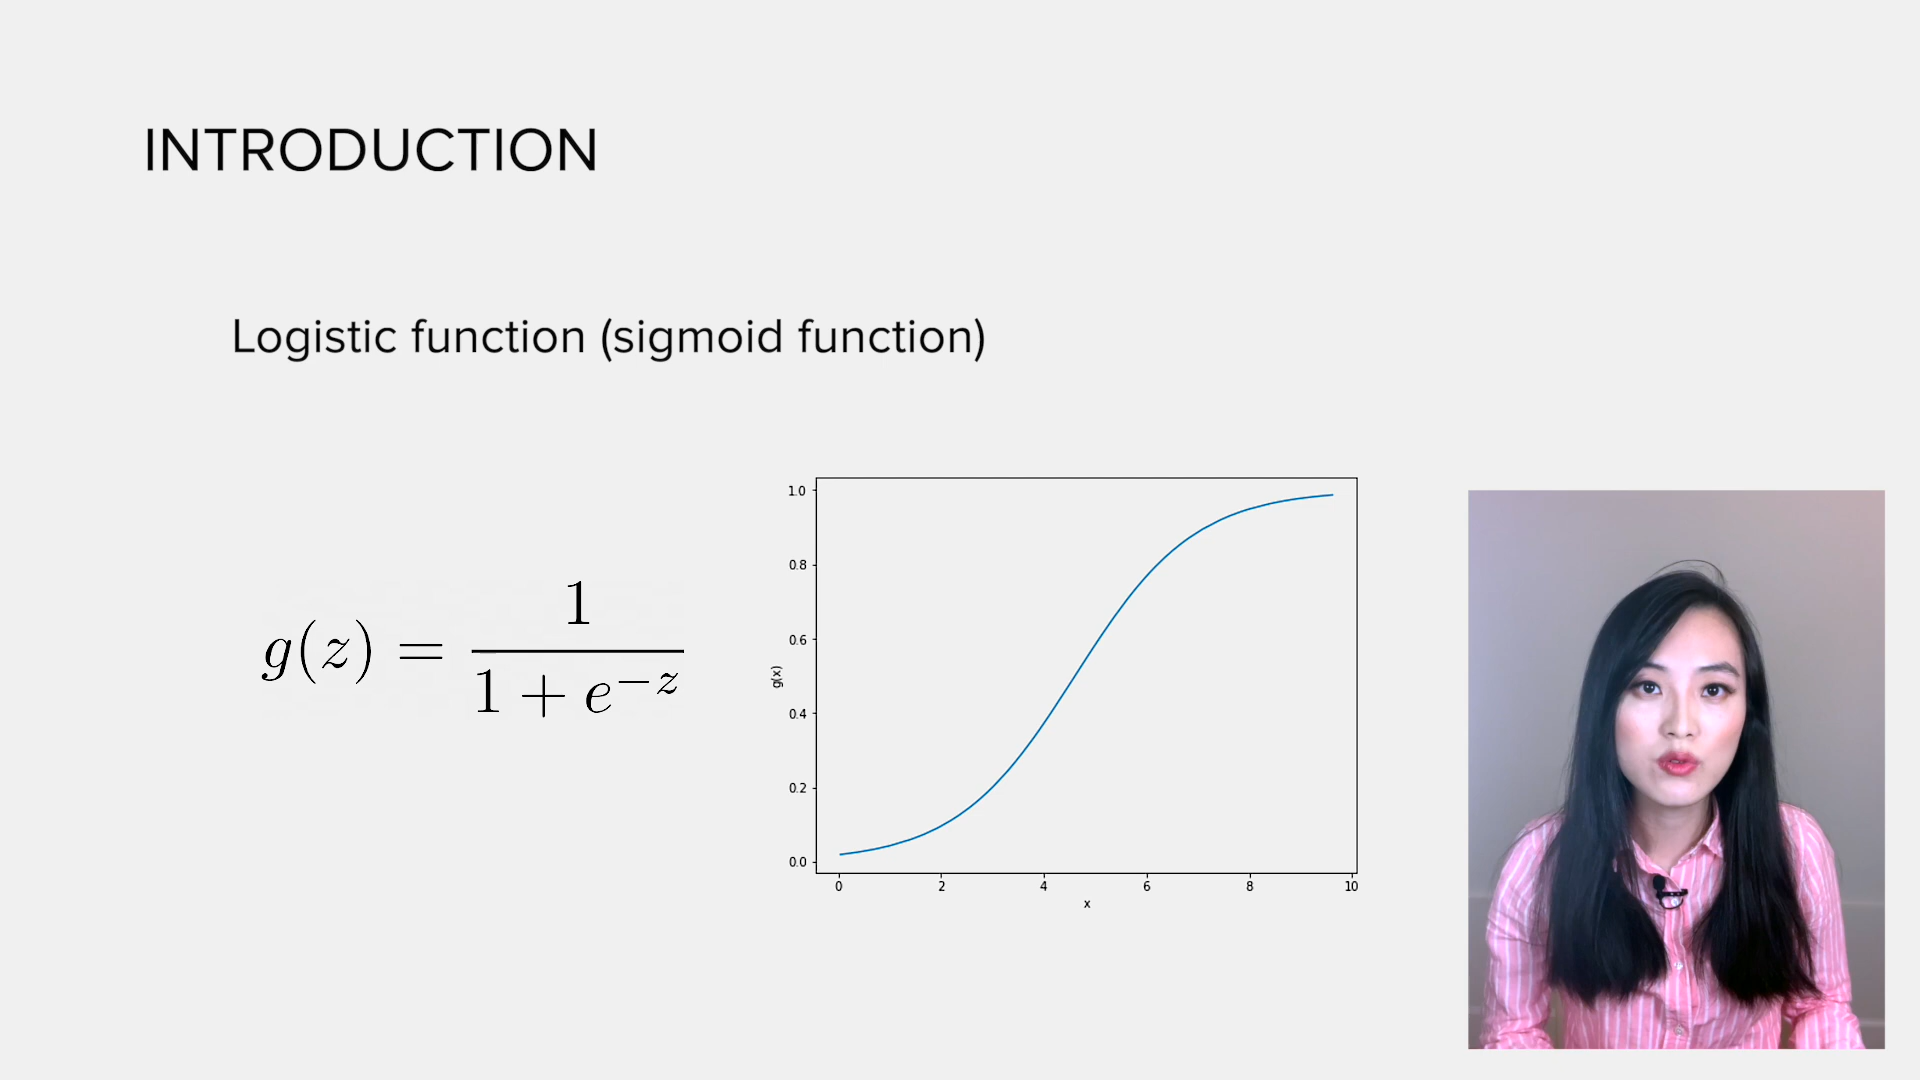 INTRODUCTION
Logistic function (sigmoid function)
g(z) = 1 / (1 + e^{-z})
1.0
0.8
0.6
0.4
0.2
0.0
g(x)
0 2 4 6 8 10
x